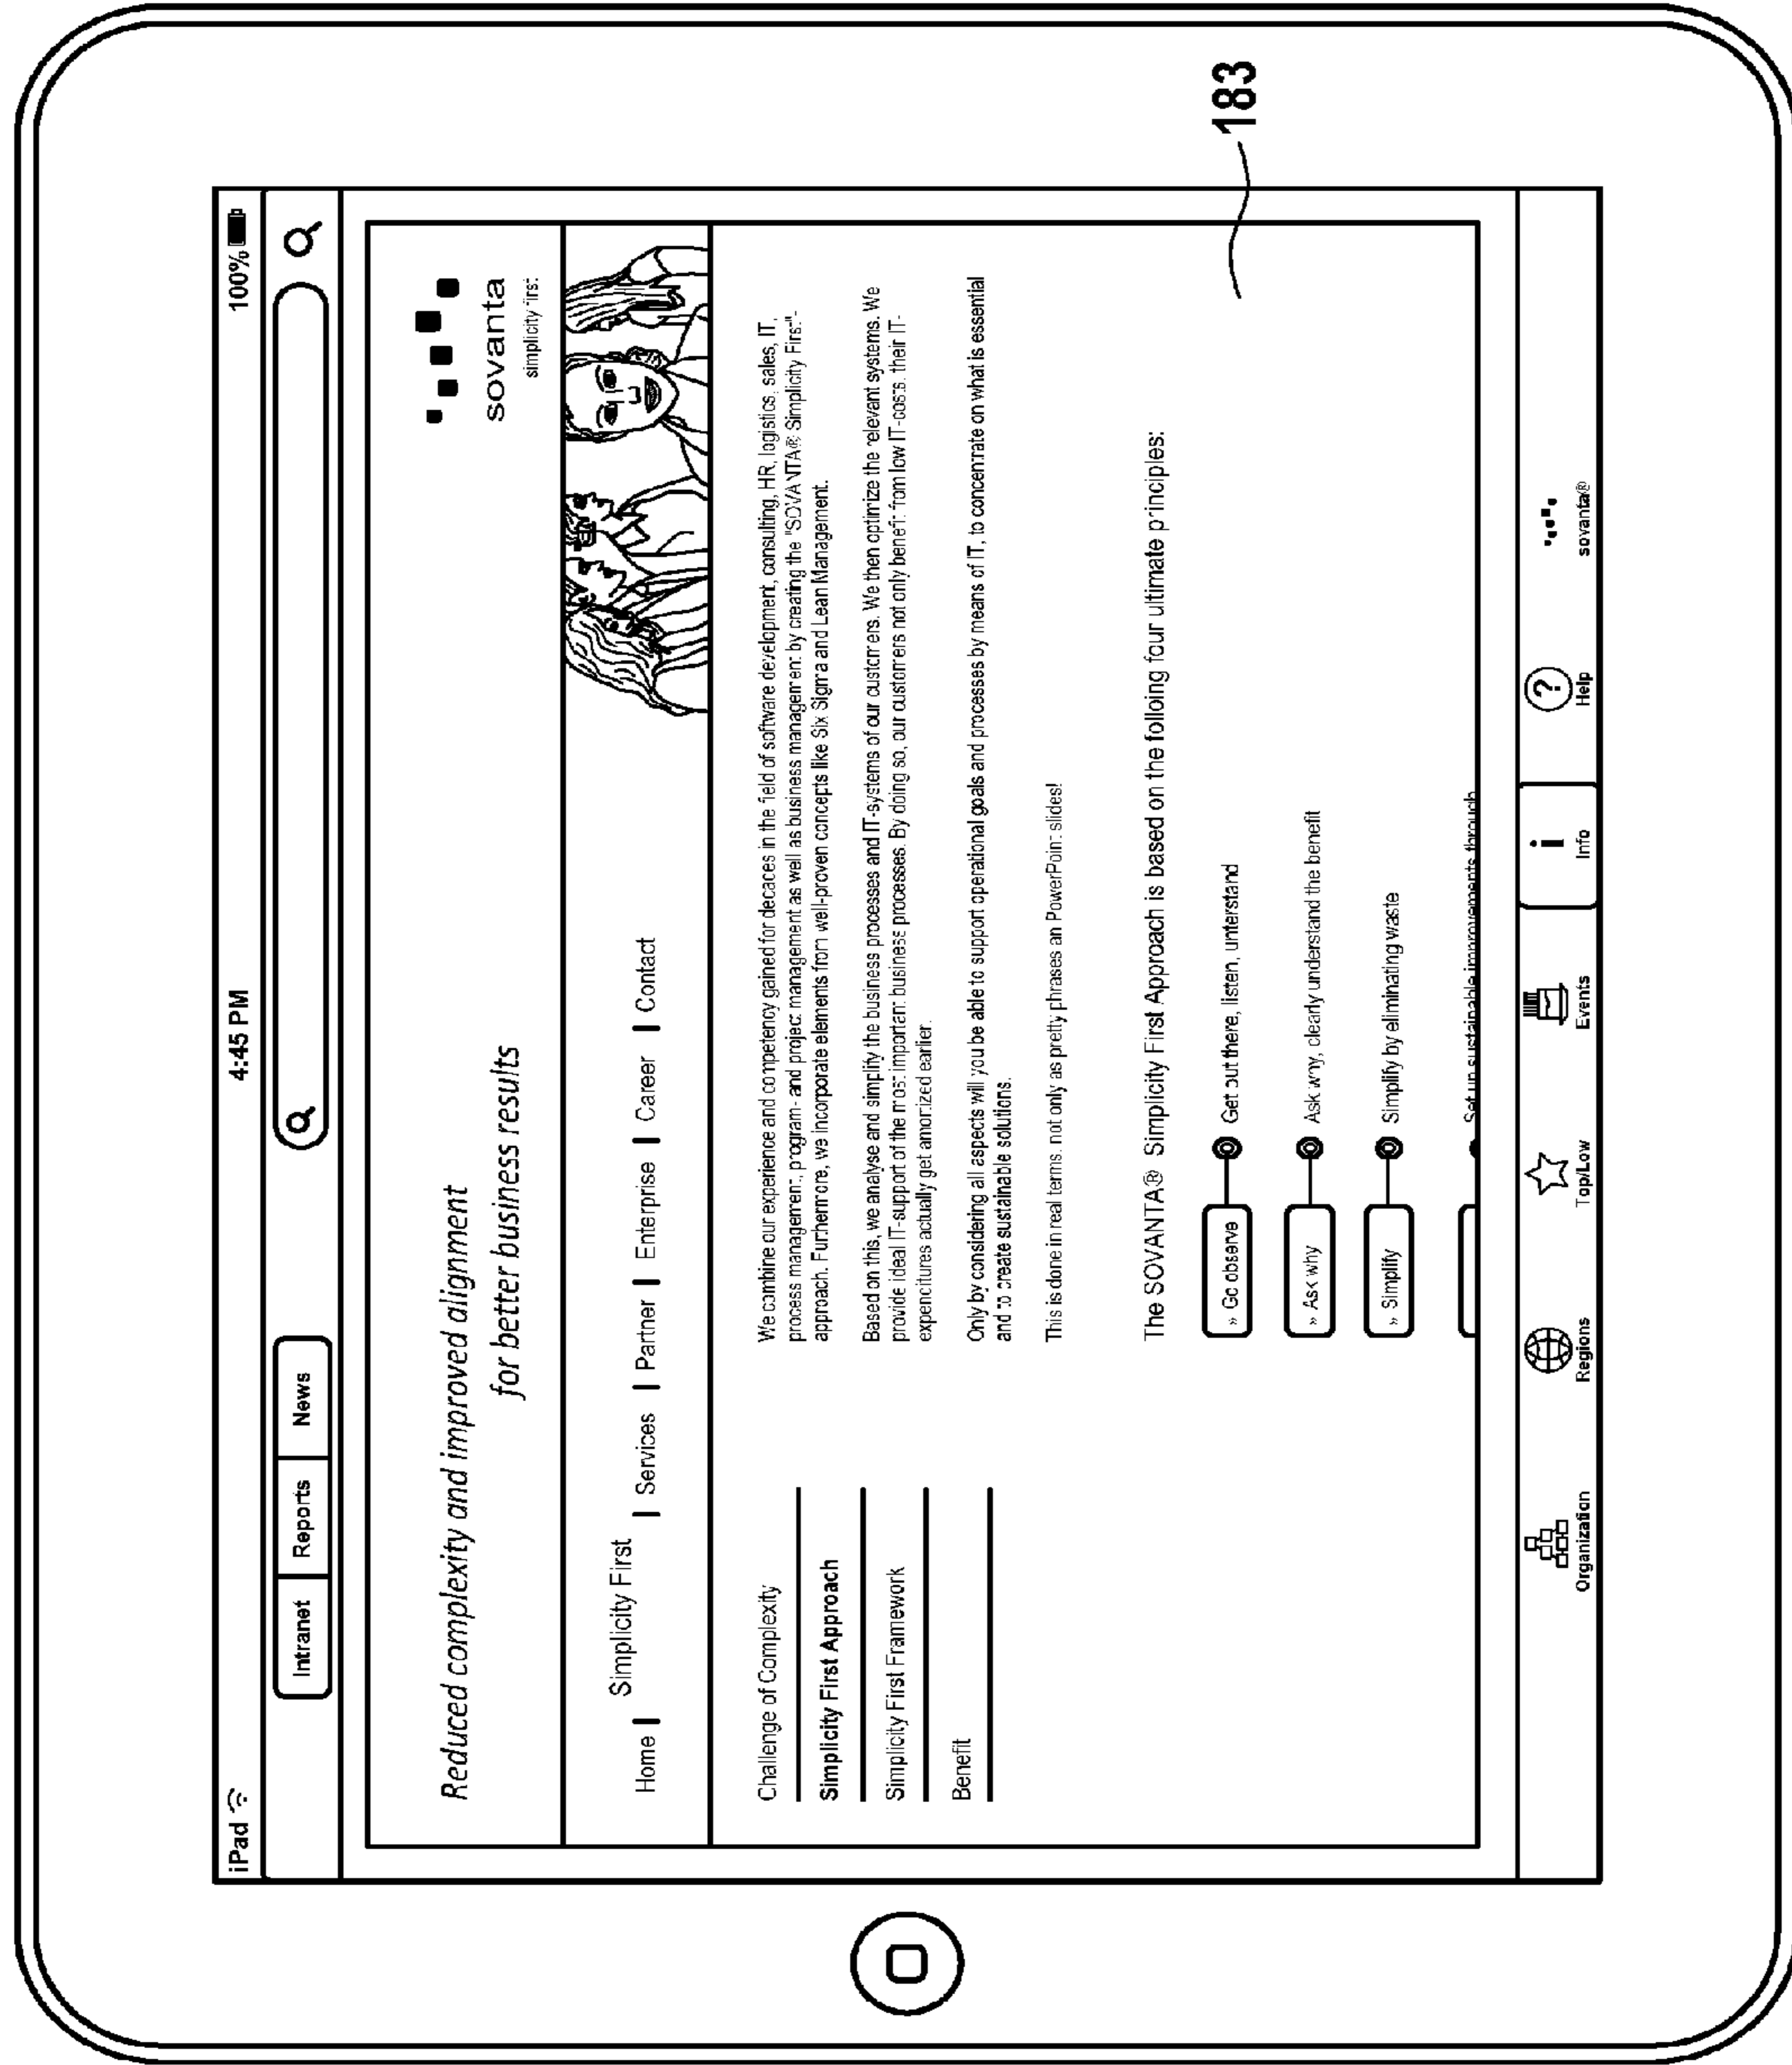 iPad 4:45 PM 100%
Intranet Reports News
Reduced complexity and improved alignment
for better business results
sovanta
simplicity first
Home | Simplicity First | Services | Partner | Enterprise | Career | Contact
Challenge of Complexity
Simplicity First Approach
Simplicity First Framework
Benefit
We combine our experience and competency gained for decades in the field of software development, consulting, HR, logistics, sales, IT,
process management, program- and project management as well as business management by creating the "SOVANTA® Simplicity First"-
approach. Furthermore, we incorporate elements from well-proven concepts like Six Sigma and Lean Management.
Based on this, we analyse and simplify the business processes and IT-systems of our customers. We then optimize the relevant systems. We
provide ideal IT-support of the most important business processes. By doing so, our customers not only benefit from low IT-costs, their IT-
expenditures actually get amortized earlier.
Only by considering all aspects will you be able to support operational goals and processes by means of IT, to concentrate on what is essential
and to create sustainable solutions.
This is done in real terms, not only as pretty phrases an PowerPoint slides!
The SOVANTA® Simplicity First Approach is based on the folloing four ultimate principles:
» Go observe Get out there, listen, unterstand
» Ask why Ask why, clearly understand the benefit
» Simplify Simplify by eliminating waste
Set up sustainable improvements through
183
Organization Regions Top/Low Events Info Help sovanta®